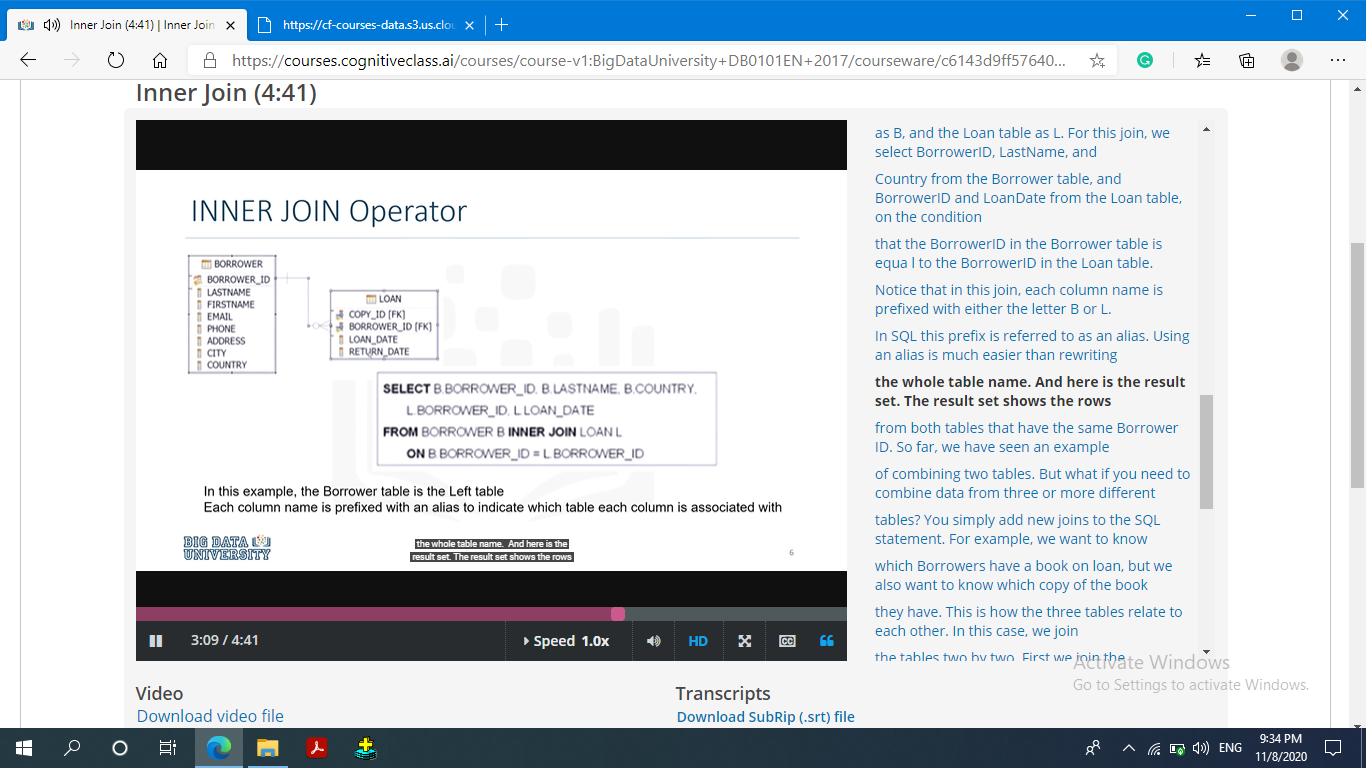 Inner Join (4:41) | Inner Join
https://cf-courses-data.s3.us.clou
https://courses.cognitiveclass.ai/courses/course-v1:BigDataUniversity+DB0101EN+2017/courseware/c6143d9ff57640...
Inner Join (4:41)
INNER JOIN Operator
BORROWER
BORROWER_ID
LASTNAME
FIRSTNAME
EMAIL
PHONE
ADDRESS
CITY
COUNTRY
LOAN
COPY_ID [FK]
BORROWER_ID [FK]
LOAN_DATE
RETURN_DATE
SELECT B.BORROWER_ID, B.LASTNAME, B.COUNTRY,
L.BORROWER_ID, L.LOAN_DATE
FROM BORROWER B INNER JOIN LOAN L
ON B.BORROWER_ID = L.BORROWER_ID
In this example, the Borrower table is the Left table
Each column name is prefixed with an alias to indicate which table each column is associated with
BIG DATA
UNIVERSITY
the whole table name. And here is the
result set. The result set shows the rows
6
3:09 / 4:41
Speed 1.0x
HD
CC
as B, and the Loan table as L. For this join, we
select BorrowerID, LastName, and
Country from the Borrower table, and
BorrowerID and LoanDate from the Loan table,
on the condition
that the BorrowerID in the Borrower table is
equa l to the BorrowerID in the Loan table.
Notice that in this join, each column name is
prefixed with either the letter B or L.
In SQL this prefix is referred to as an alias. Using
an alias is much easier than rewriting
the whole table name. And here is the result
set. The result set shows the rows
from both tables that have the same Borrower
ID. So far, we have seen an example
of combining two tables. But what if you need to
combine data from three or more different
tables? You simply add new joins to the SQL
statement. For example, we want to know
which Borrowers have a book on loan, but we
also want to know which copy of the book
they have. This is how the three tables relate to
each other. In this case, we join
the tables two by two. First we join the
Video
Download video file
Transcripts
Download SubRip (.srt) file
Activate Windows
Go to Settings to activate Windows.
ENG
9:34 PM
11/8/2020